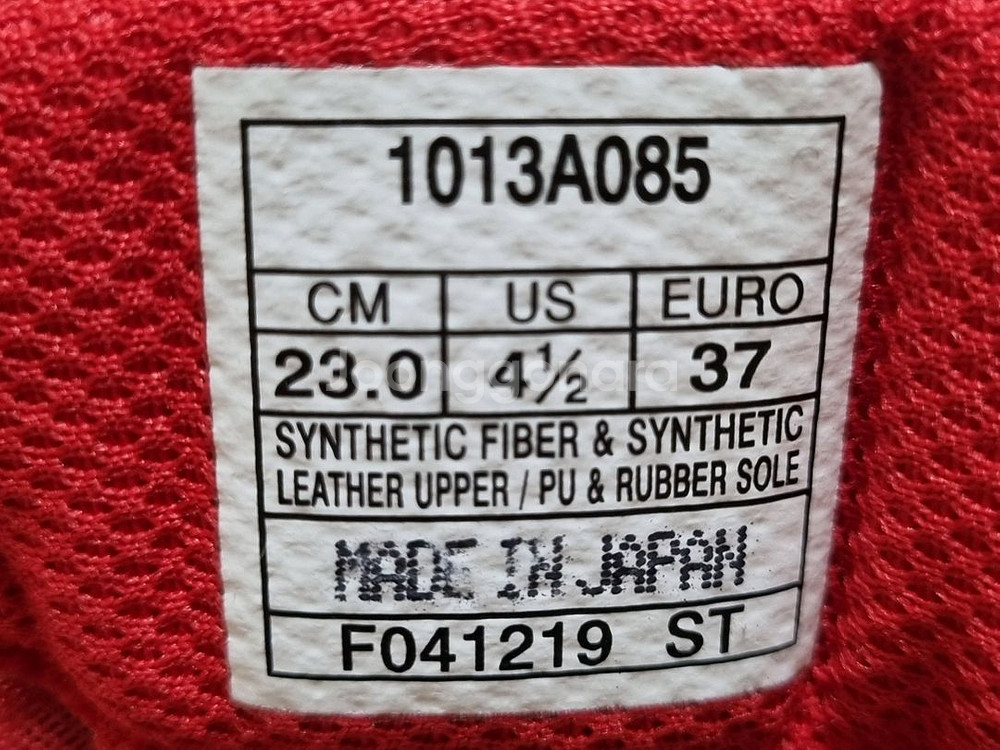 1013A085
CM US EURO
23.0 4½ 37
SYNTHETIC FIBER & SYNTHETIC
LEATHER UPPER / PU & RUBBER SOLE
MADE IN JAPAN
F041219 ST